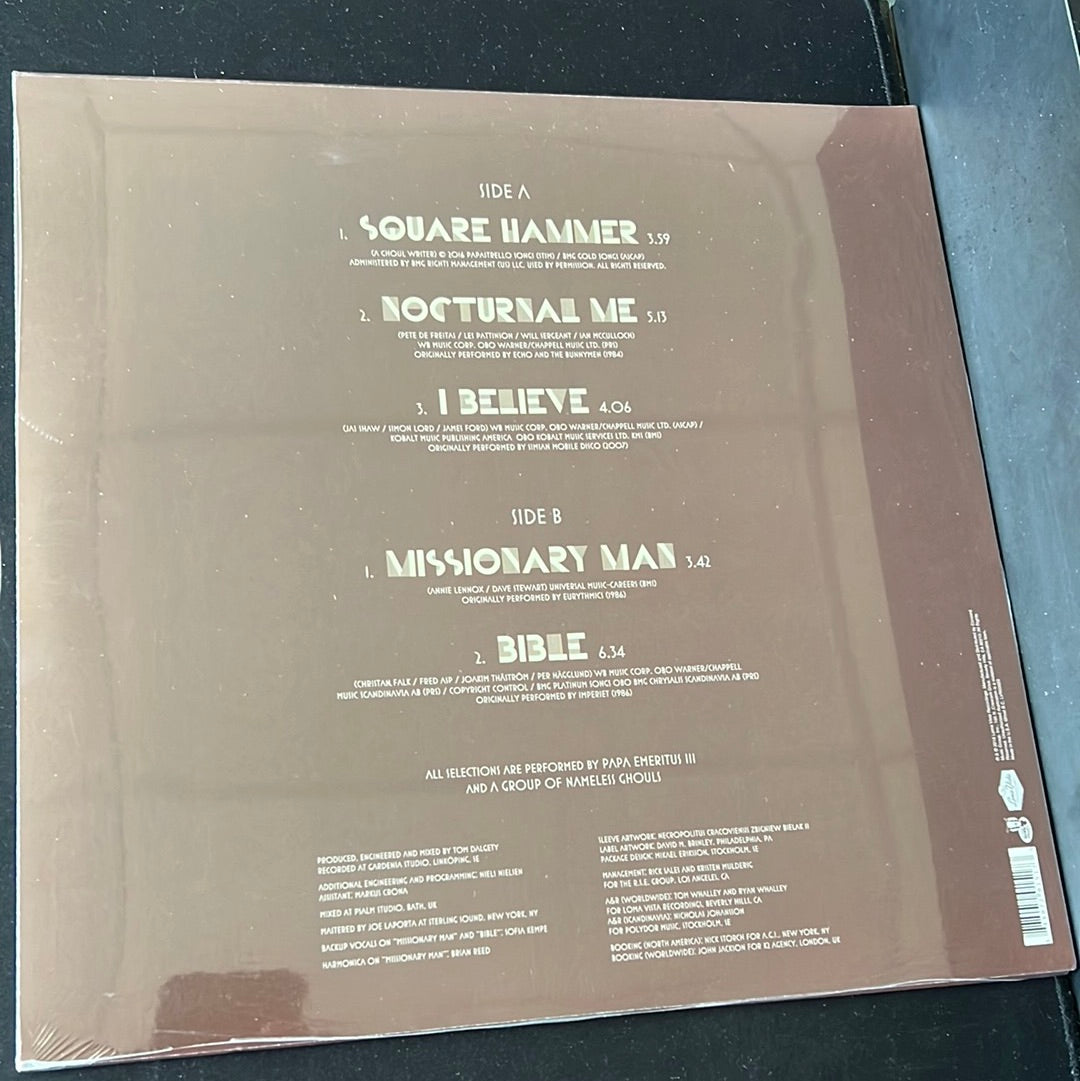 SIDE A
1. SQUARE HAMMER 3.59
(A GHOUL WRITER) © 2016 PAPAISTRELLO SONGS (STIM) / BMG GOLD SONGS (ASCAP)
ADMINISTERED BY BMG RIGHTS MANAGEMENT (US) LLC. USED BY PERMISSION. ALL RIGHTS RESERVED.
2. NOCTURNAL ME 5.13
(PETE DE FREITAS / LES PATTINSON / WILL SERGEANT / IAN MCCULLOCH)
WB MUSIC CORP. OBO WARNER/CHAPPELL MUSIC LTD. (PRS)
ORIGINALLY PERFORMED BY ECHO AND THE BUNNYMEN (1984)
3. I BELIEVE 4.06
(JAS SHAW / SIMON LORD / JAMES FORD) WB MUSIC CORP. OBO WARNER/CHAPPELL MUSIC LTD. (ASCAP) /
KOBALT MUSIC PUBLISHING AMERICA OBO KOBALT MUSIC SERVICES LTD. KMS (BMI)
ORIGINALLY PERFORMED BY SIMIAN MOBILE DISCO (2007)
SIDE B
1. MISSIONARY MAN 3.42
(ANNIE LENNOX / DAVE STEWART) UNIVERSAL MUSIC-CAREERS (BMI)
ORIGINALLY PERFORMED BY EURYTHMICS (1986)
2. BIBLE 6.34
(CHRISTAN FALK / FRED ASP / JOAKIM THÅSTRÖM / PER HÄGGLUND) WB MUSIC CORP. OBO WARNER/CHAPPELL
MUSIC SCANDINAVIA AB (PRS) / COPYRIGHT CONTROL / BMG PLATINUM SONGS OBO BMG CHRYSALIS SCANDINAVIA AB (PRS)
ORIGINALLY PERFORMED BY IMPERIET (1986)
ALL SELECTIONS ARE PERFORMED BY PAPA EMERITUS III
AND A GROUP OF NAMELESS GHOULS
PRODUCED, ENGINEERED AND MIXED BY TOM DALGETY
RECORDED AT GARDENIA STUDIO, LINKÖPING, SE
ADDITIONAL ENGINEERING AND PROGRAMMING: NIELS NIELSEN
ASSISTANT: MARKUS CRONA
MIXED AT PSALM STUDIO, BATH, UK
MASTERED BY JOE LAPORTA AT STERLING SOUND, NEW YORK, NY
BACKUP VOCALS ON "MISSIONARY MAN" AND "BIBLE": SOFIA KEMPE
HARMONICA ON "MISSIONARY MAN": BRIAN REED
SLEEVE ARTWORK: NECROPOLITUS CRACOVIENSIS ZBIGNIEW BIELAK II
LABEL ARTWORK: DAVID M. BRINLEY, PHILADELPHIA, PA
PACKAGE DESIGN: MIKAEL ERIKSSON, STOCKHOLM, SE
MANAGEMENT: RICK SALES AND KRISTEN MULDERIG
FOR THE R.S.E. GROUP, LOS ANGELES, CA
A&R (WORLDWIDE): TOM WHALLEY AND RYAN WHALLEY
FOR LOMA VISTA RECORDINGS, BEVERLY HILLS, CA
A&R (SCANDINAVIA): NICHOLAS JOHANSSON
FOR POLYDOR MUSIC, STOCKHOLM, SE
BOOKING (NORTH AMERICA): NICK STORCH FOR A.G.I., NEW YORK, NY
BOOKING (WORLDWIDE): JOHN JACKSON FOR K2 AGENCY, LONDON, UK